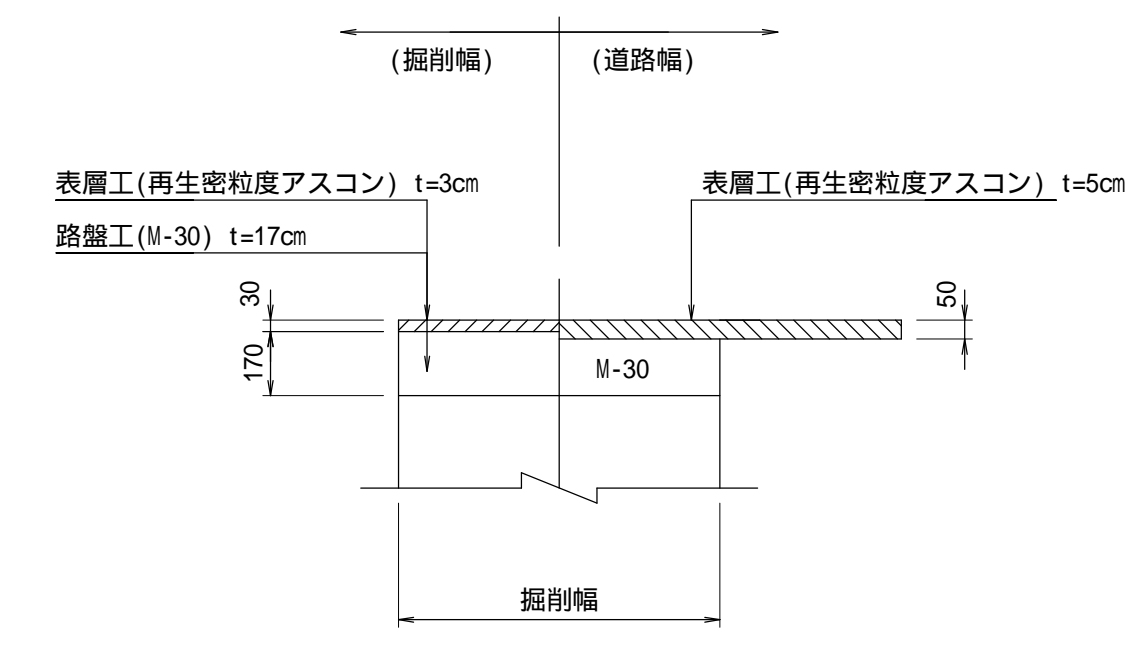 (掘削幅)
(道路幅)
表層工(再生密粒度アスコン) t=3cm
表層工(再生密粒度アスコン) t=5cm
路盤工(M-30) t=17cm
30
50
170
M-30
掘削幅